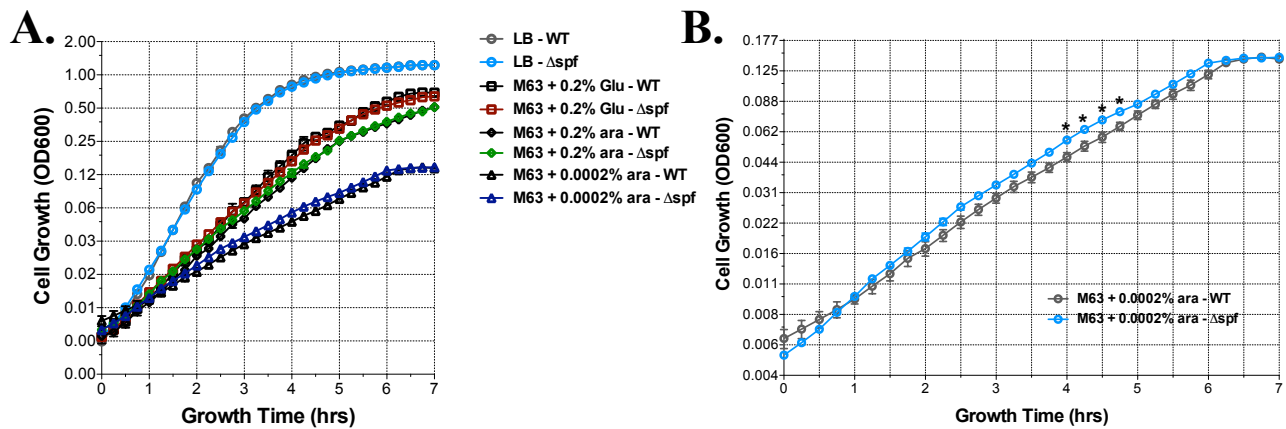 A.
Cell Growth (OD600)
2.00
1.00
0.50
0.25
0.12
0.06
0.03
0.02
0.01
0.00
0.00
0 1 2 3 4 5 6 7
Growth Time (hrs)
LB - WT
LB - Δspf
M63 + 0.2% Glu - WT
M63 + 0.2% Glu - Δspf
M63 + 0.2% ara - WT
M63 + 0.2% ara - Δspf
M63 + 0.0002% ara - WT
M63 + 0.0002% ara - Δspf
B.
Cell Growth (OD600)
0.177
0.125
0.088
0.062
0.044
0.031
0.022
0.016
0.011
0.008
0.006
0.004
* * * *
M63 + 0.0002% ara - WT
M63 + 0.0002% ara - Δspf
0 1 2 3 4 5 6 7
Growth Time (hrs)